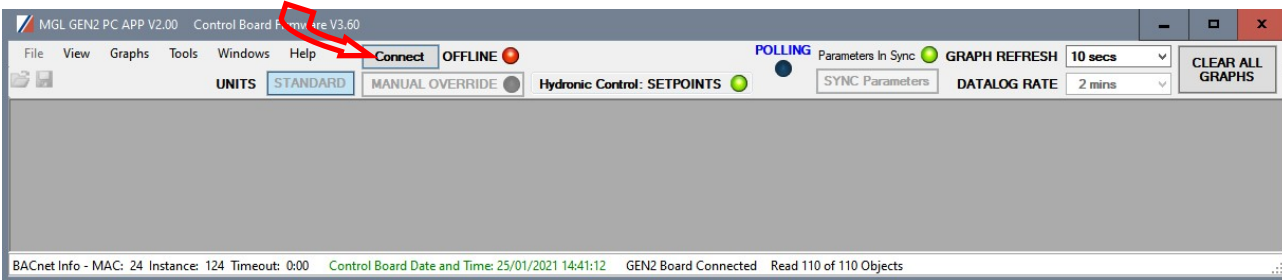 MGL GEN2 PC APP V2.00 Control Board Firmware V3.60
File View Graphs Tools Windows Help Connect OFFLINE POLLING Parameters In Sync GRAPH REFRESH 10 secs CLEAR ALL GRAPHS
UNITS STANDARD MANUAL OVERRIDE Hydronic Control: SETPOINTS SYNC Parameters DATALOG RATE 2 mins
BACnet Info - MAC: 24 Instance: 124 Timeout: 0:00 Control Board Date and Time: 25/01/2021 14:41:12 GEN2 Board Connected Read 110 of 110 Objects